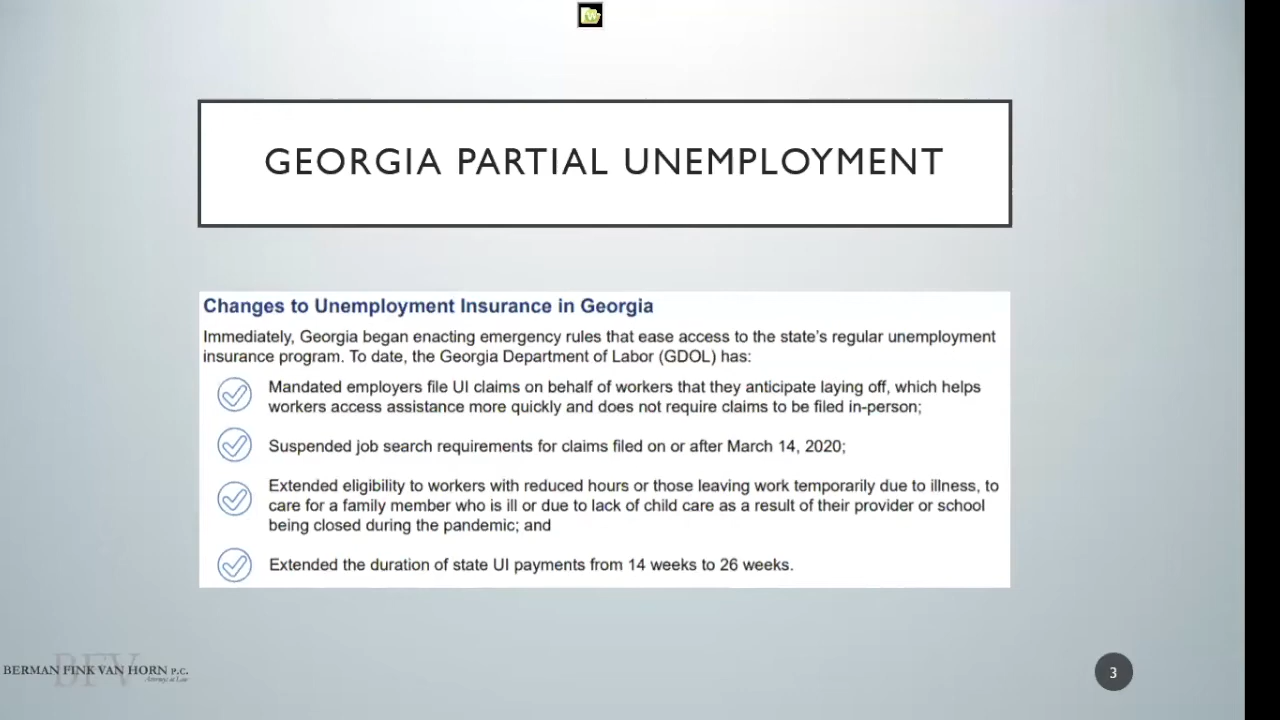 GEORGIA PARTIAL UNEMPLOYMENT
Changes to Unemployment Insurance in Georgia
Immediately, Georgia began enacting emergency rules that ease access to the state's regular unemployment
insurance program. To date, the Georgia Department of Labor (GDOL) has:
Mandated employers file UI claims on behalf of workers that they anticipate laying off, which helps
workers access assistance more quickly and does not require claims to be filed in-person;
Suspended job search requirements for claims filed on or after March 14, 2020;
Extended eligibility to workers with reduced hours or those leaving work temporarily due to illness, to
care for a family member who is ill or due to lack of child care as a result of their provider or school
being closed during the pandemic; and
Extended the duration of state UI payments from 14 weeks to 26 weeks.
BFV
BERMAN FINK VAN HORN P.C.
Attorneys at Law
3